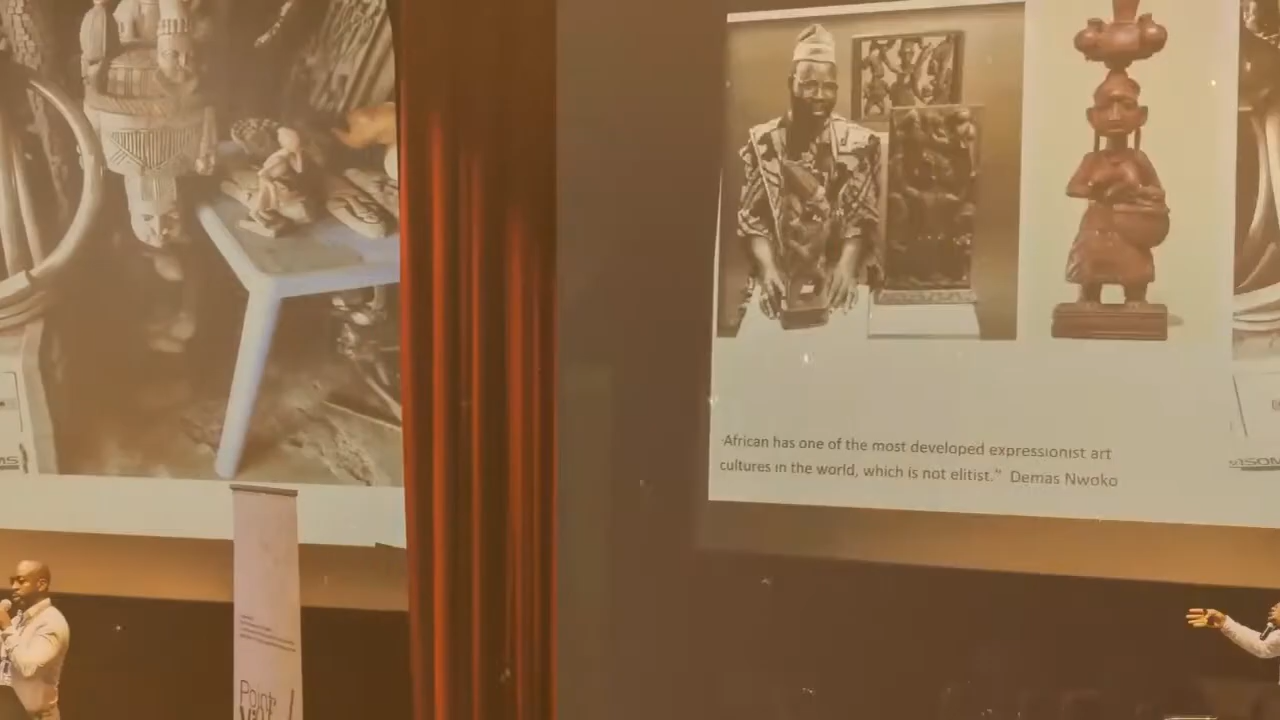 African has one of the most developed expressionist art
cultures in the world, which is not elitist." Demas Nwoko
Point